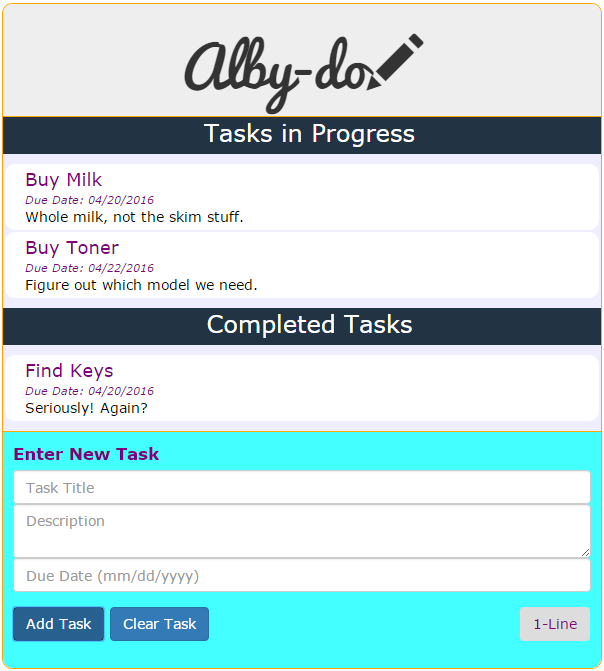 Alby-do
Tasks in Progress
Buy Milk
Due Date: 04/20/2016
Whole milk, not the skim stuff.
Buy Toner
Due Date: 04/22/2016
Figure out which model we need.
Completed Tasks
Find Keys
Due Date: 04/20/2016
Seriously! Again?
Enter New Task
Task Title
Description
Due Date (mm/dd/yyyy)
Add Task Clear Task 1-Line